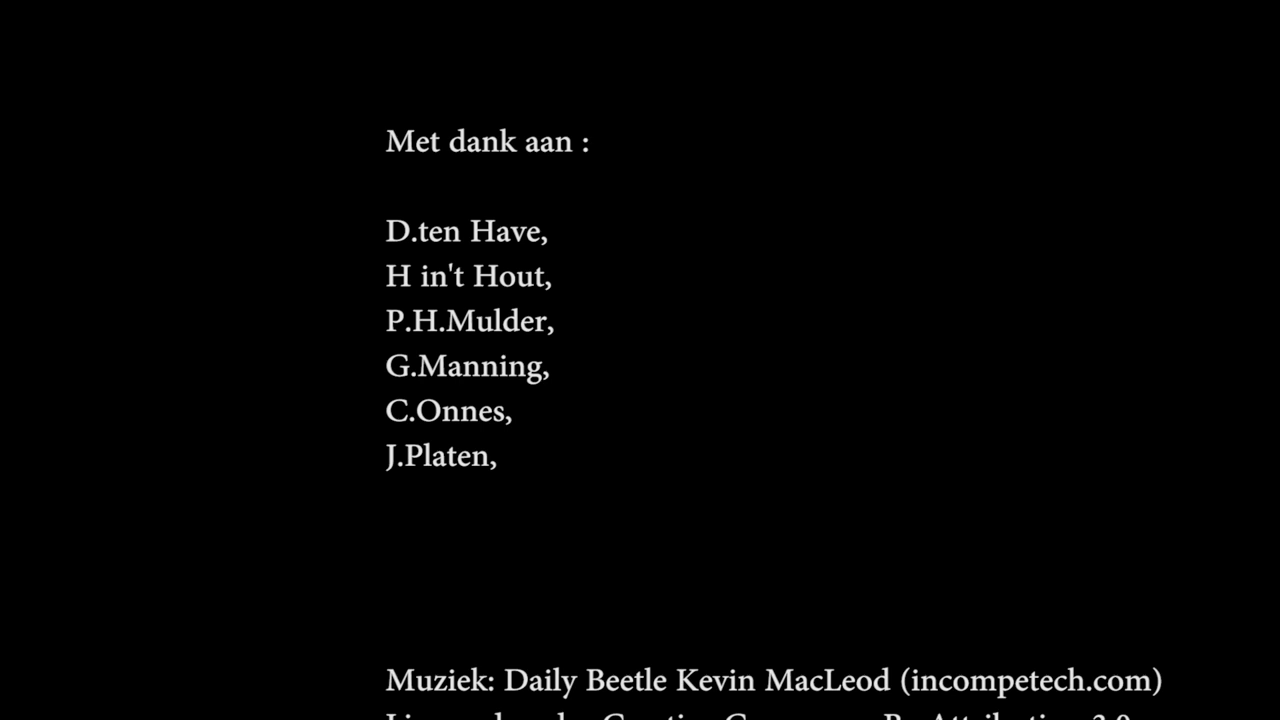 Met dank aan :
D.ten Have,
H in't Hout,
P.H.Mulder,
G.Manning,
C.Onnes,
J.Platen,
Muziek: Daily Beetle Kevin MacLeod (incompetech.com)